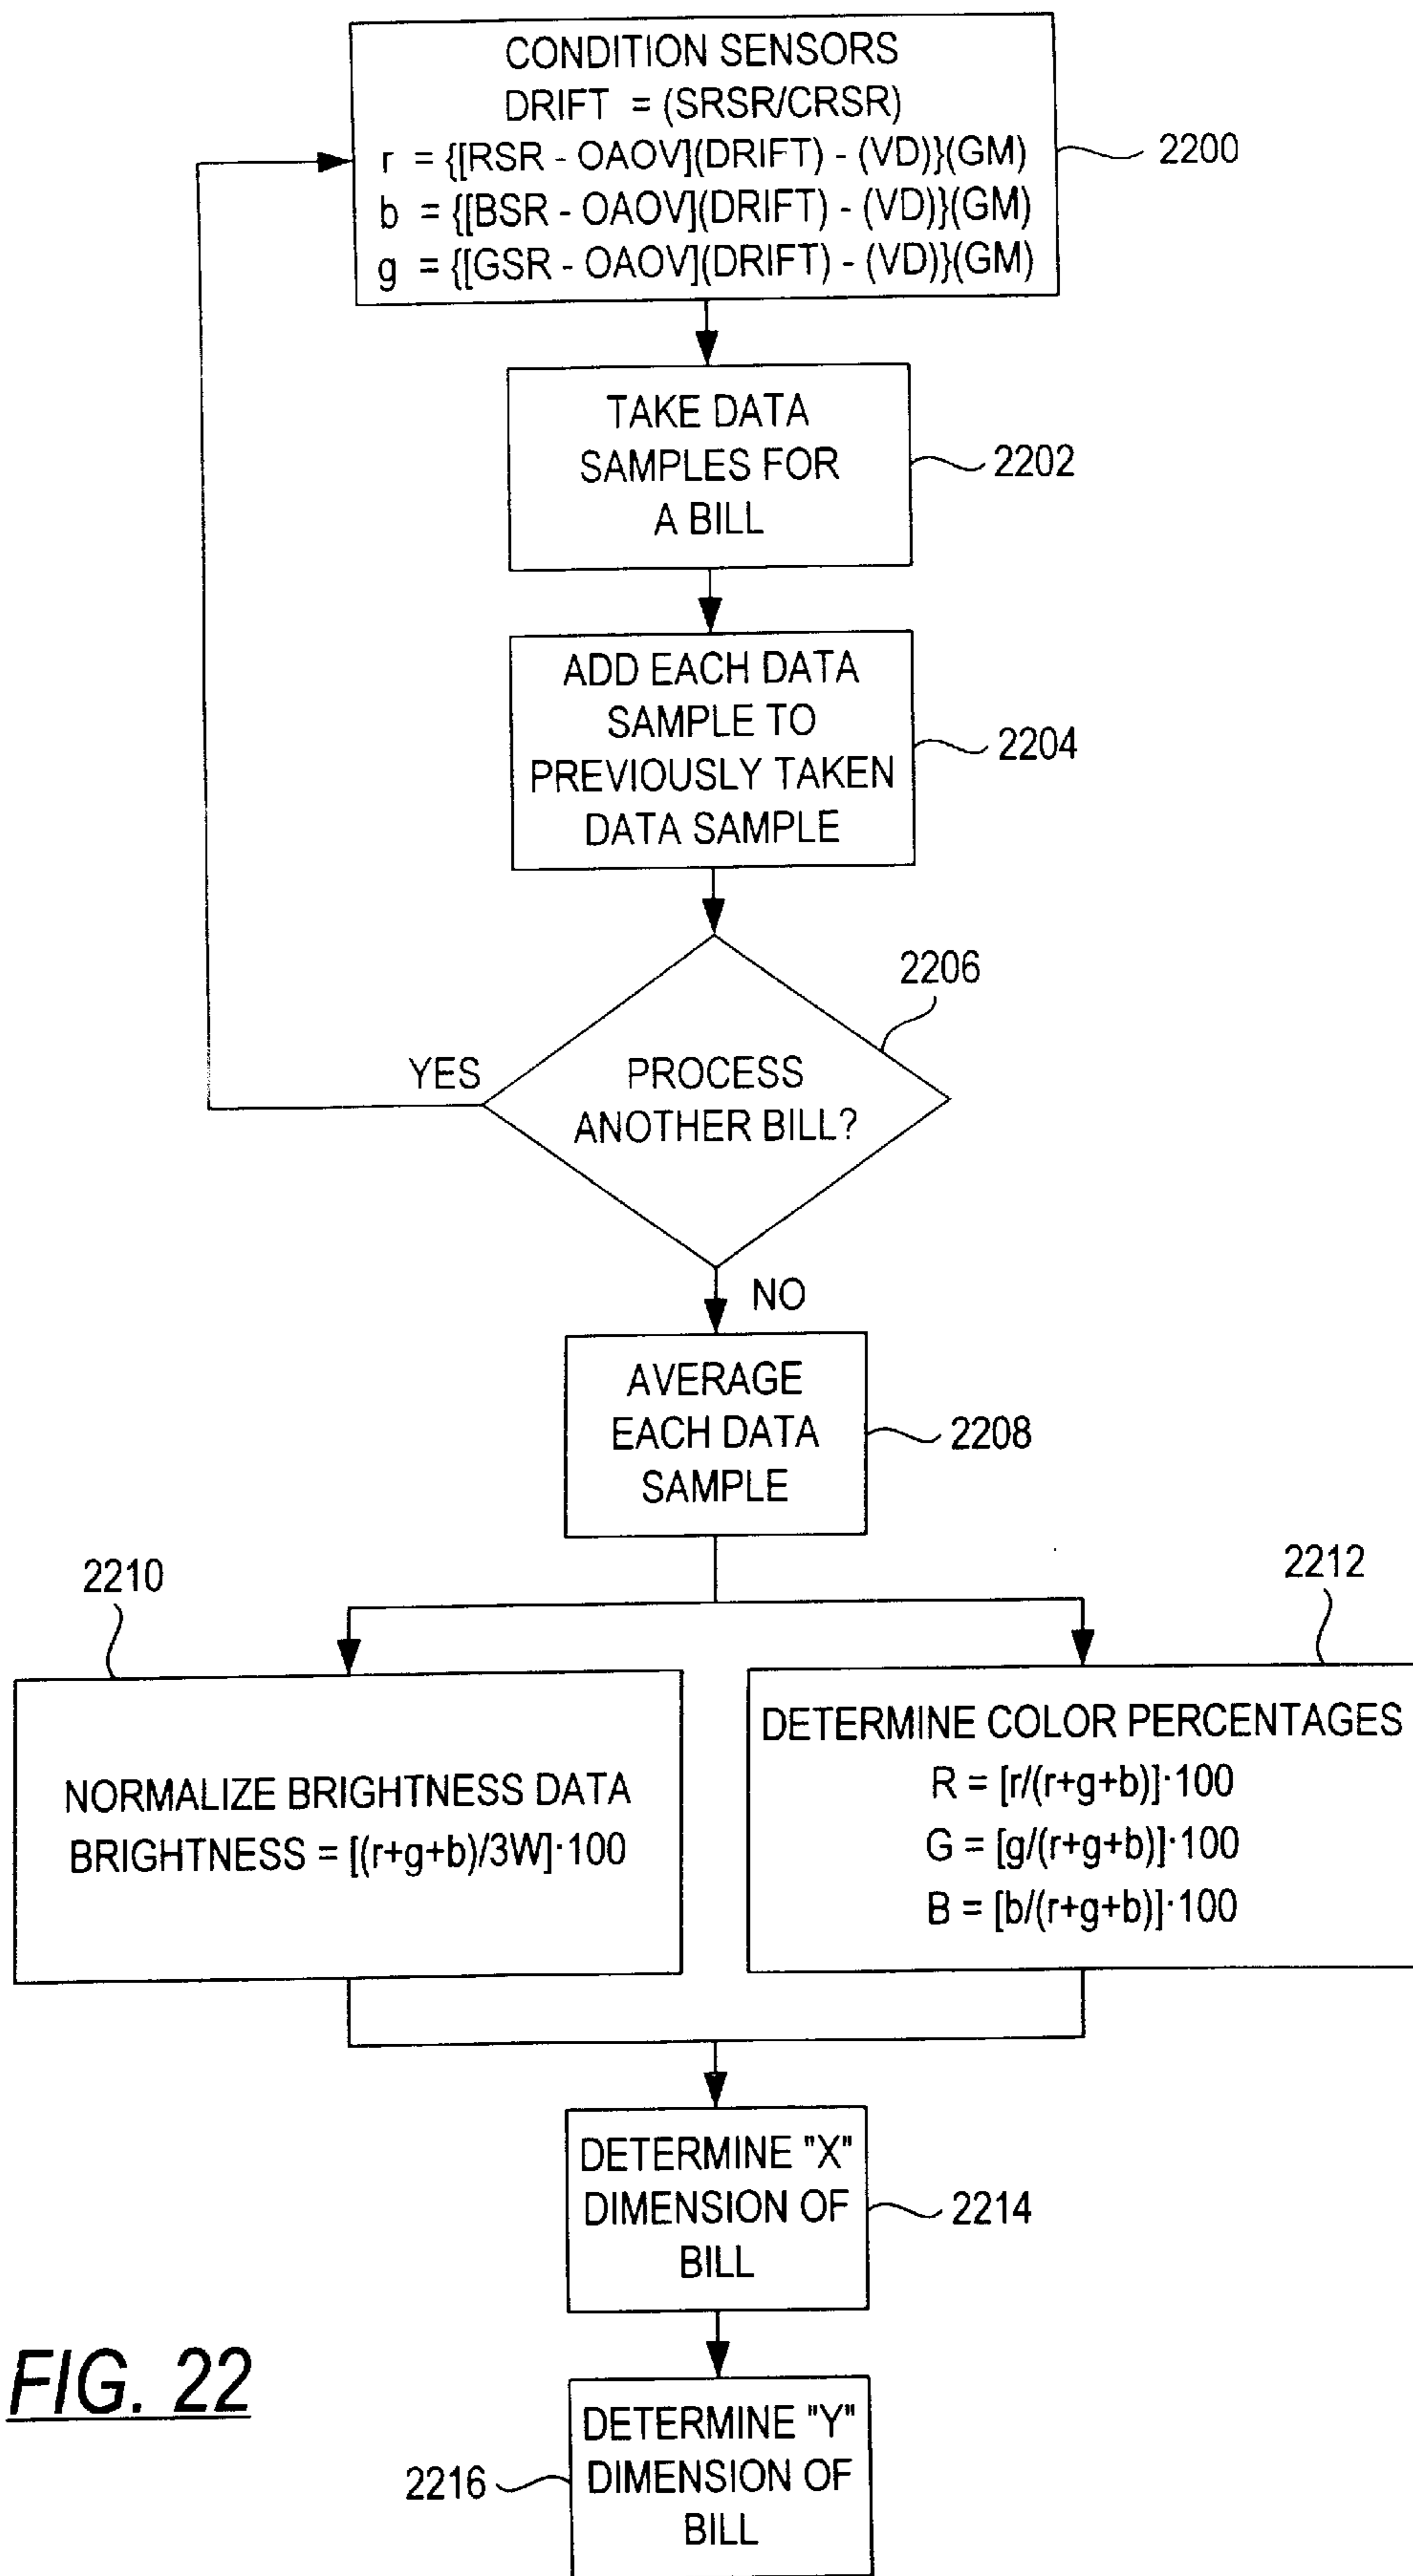 CONDITION SENSORS
DRIFT = (SRSR/CRSR)
r = {[RSR - OAOV](DRIFT) - (VD)}(GM)
b = {[BSR - OAOV](DRIFT) - (VD)}(GM)
g = {[GSR - OAOV](DRIFT) - (VD)}(GM)
2200
TAKE DATA
SAMPLES FOR
A BILL
2202
ADD EACH DATA
SAMPLE TO
PREVIOUSLY TAKEN
DATA SAMPLE
2204
2206
YES
PROCESS
ANOTHER BILL?
NO
AVERAGE
EACH DATA
SAMPLE
2208
2210
NORMALIZE BRIGHTNESS DATA
BRIGHTNESS = [(r+g+b)/3W]·100
2212
DETERMINE COLOR PERCENTAGES
R = [r/(r+g+b)]·100
G = [g/(r+g+b)]·100
B = [b/(r+g+b)]·100
DETERMINE "X"
DIMENSION OF
BILL
2214
DETERMINE "Y"
DIMENSION OF
BILL
2216
FIG. 22